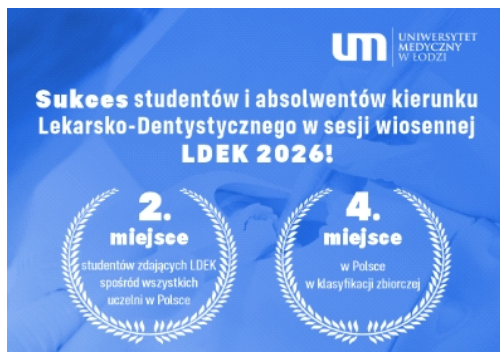 um
UNIWERSYTET
MEDYCZNY
W ŁODZI
Sukces studentów i absolwentów kierunku
Lekarsko-Dentystycznego w sesji wiosennej
LDEK 2026!
2.
miejsce
studentów zdających LDEK
spośród wszystkich
uczelni w Polsce
4.
miejsce
w Polsce
w klasyfikacji zbiorczej